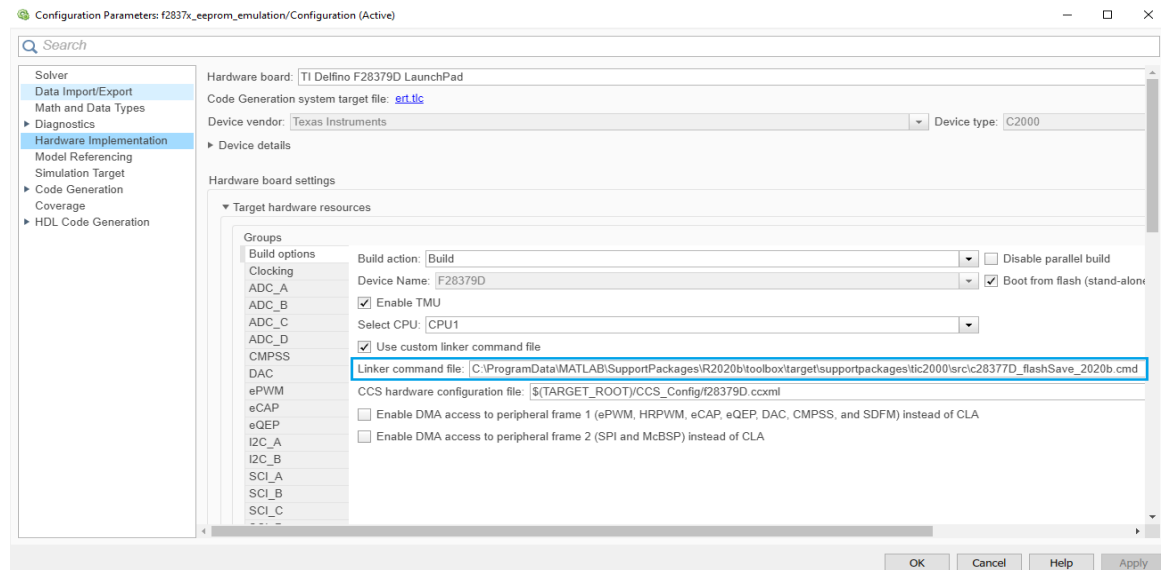 Configuration Parameters: f2837x_eeprom_emulation/Configuration (Active)
Search
Solver
Data Import/Export
Math and Data Types
Diagnostics
Hardware Implementation
Model Referencing
Simulation Target
Code Generation
Coverage
HDL Code Generation
Hardware board: TI Delfino F28379D LaunchPad
Code Generation system target file: ert.tlc
Device vendor: Texas Instruments Device type: C2000
Device details
Hardware board settings
Target hardware resources
Groups
Build options
Clocking
ADC_A
ADC_B
ADC_C
ADC_D
CMPSS
DAC
ePWM
eCAP
eQEP
I2C_A
I2C_B
SCI_A
SCI_B
SCI_C
Build action: Build Disable parallel build
Device Name: F28379D Boot from flash (stand-alone
Enable TMU
Select CPU: CPU1
Use custom linker command file
Linker command file: C:\ProgramData\MATLAB\SupportPackages\R2020b\toolbox\target\supportpackages\tic2000\src\c28377D_flashSave_2020b.cmd
CCS hardware configuration file: $(TARGET_ROOT)/CCS_Config/f28379D.ccxml
Enable DMA access to peripheral frame 1 (ePWM, HRPWM, eCAP, eQEP, DAC, CMPSS, and SDFM) instead of CLA
Enable DMA access to peripheral frame 2 (SPI and McBSP) instead of CLA
OK Cancel Help Apply